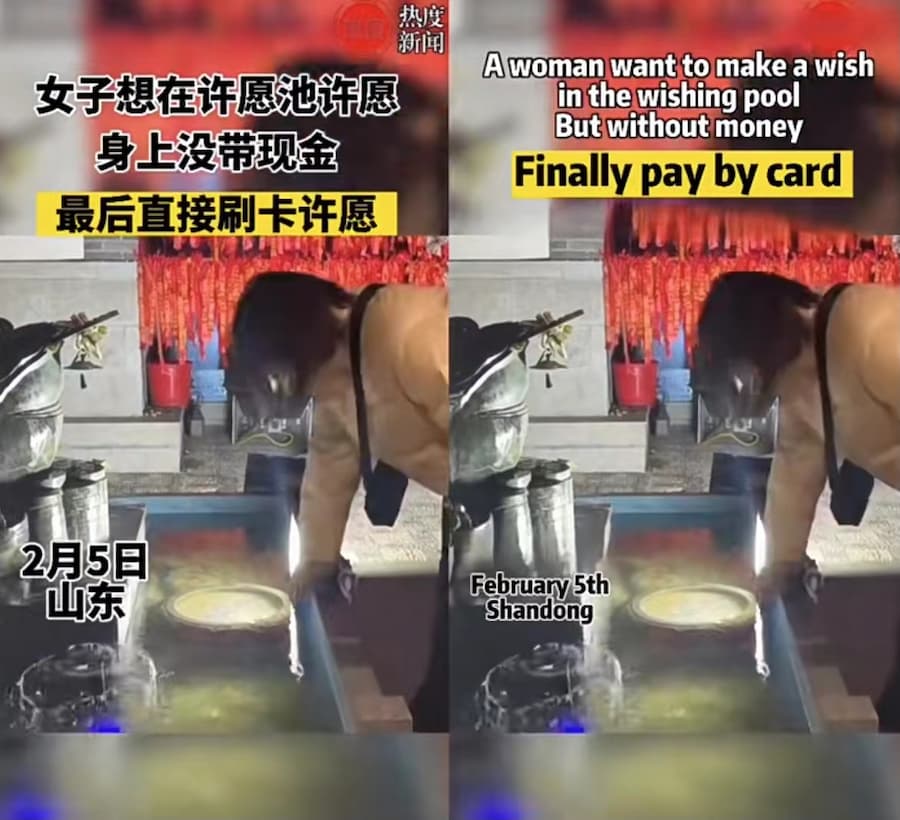 热度
新闻
女子想在许愿池许愿
身上没带现金
最后直接刷卡许愿
2月5日
山东
A woman want to make a wish
in the wishing pool
But without money
Finally pay by card
February 5th
Shandong